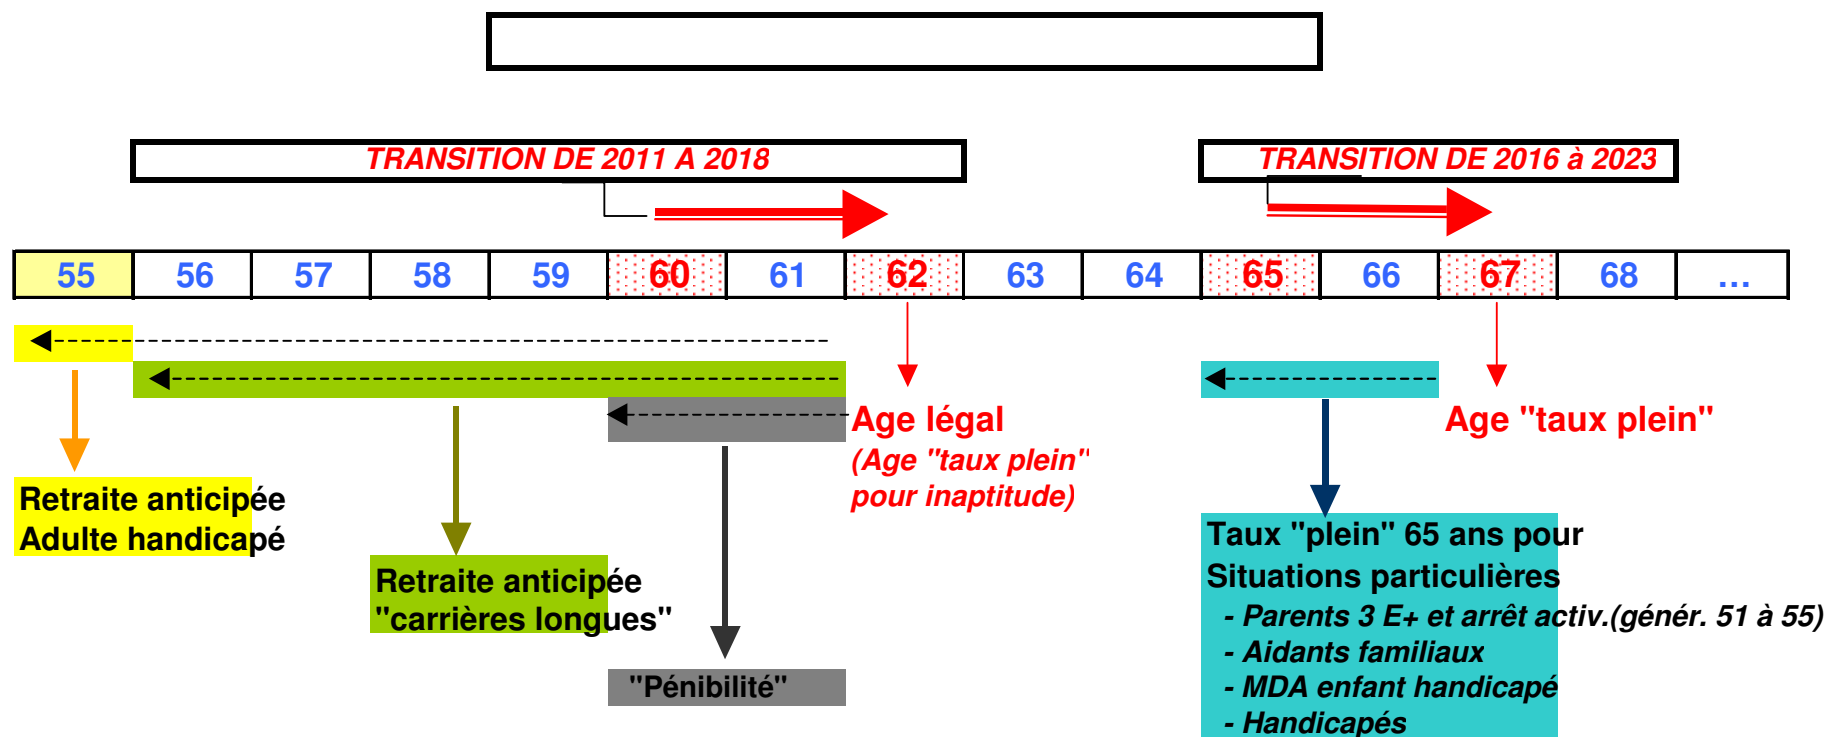 TRANSITION DE 2011 A 2018
TRANSITION DE 2016 à 2023
55 56 57 58 59 60 61 62 63 64 65 66 67 68 ...
Age légal
(Age "taux plein"
pour inaptitude)
Age "taux plein"
Retraite anticipée
Adulte handicapé
Retraite anticipée
"carrières longues"
"Pénibilité"
Taux "plein" 65 ans pour
Situations particulières
- Parents 3 E+ et arrêt activ.(génér. 51 à 55)
- Aidants familiaux
- MDA enfant handicapé
- Handicapés